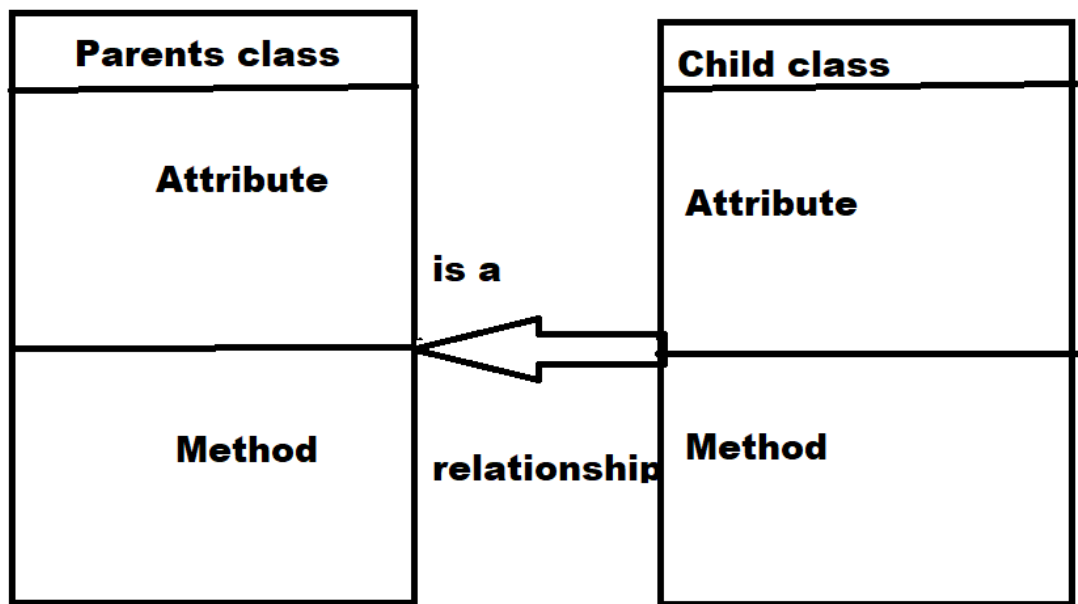 Parents class
Attribute
Method
is a
relationship
Child class
Attribute
Method